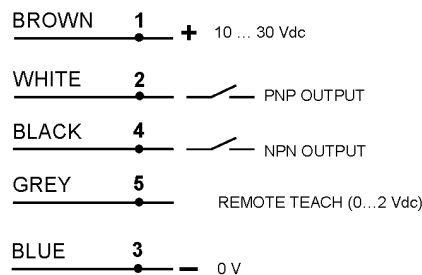 BROWN 1 + 10 ... 30 Vdc
WHITE 2 PNP OUTPUT
BLACK 4 NPN OUTPUT
GREY 5 REMOTE TEACH (0...2 Vdc)
BLUE 3 − 0 V